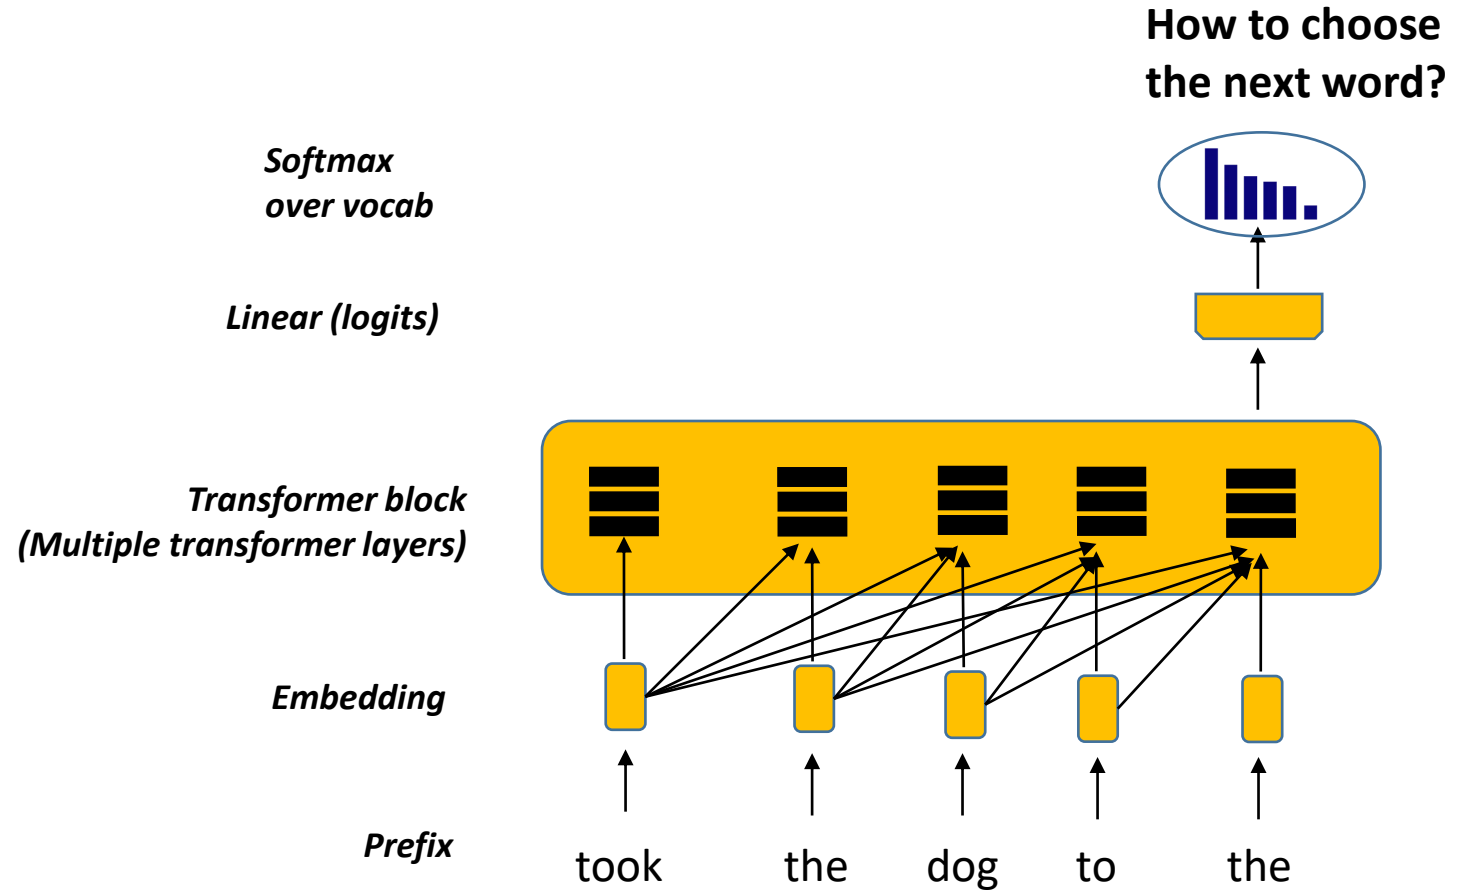 How to choose
the next word?
Softmax
over vocab
Linear (logits)
Transformer block
(Multiple transformer layers)
Embedding
Prefix
took the dog to the